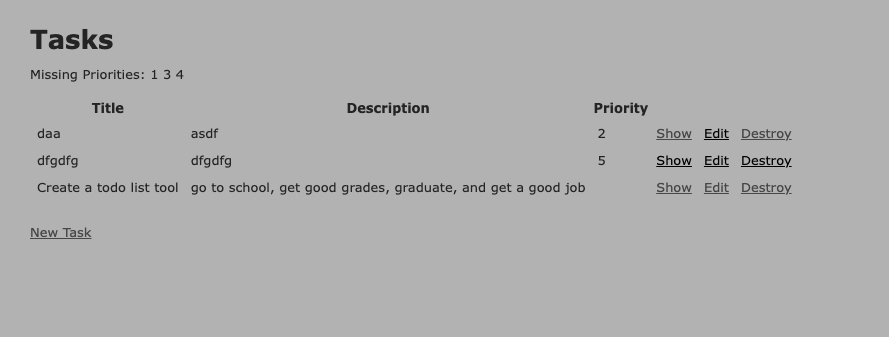 Tasks
Missing Priorities: 1 3 4
Title Description Priority
daa asdf 2 Show Edit Destroy
dfgdfg dfgdfg 5 Show Edit Destroy
Create a todo list tool go to school, get good grades, graduate, and get a good job Show Edit Destroy
New Task